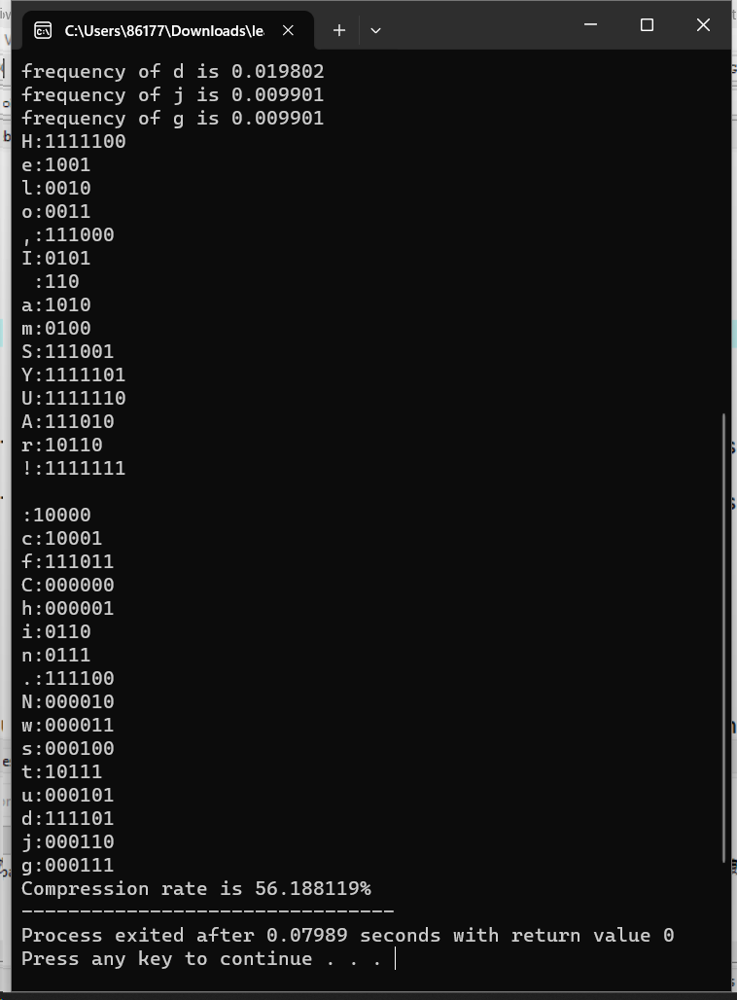 C:\Users\86177\Downloads\le
frequency of d is 0.019802
frequency of j is 0.009901
frequency of g is 0.009901
H:1111100
e:1001
l:0010
o:0011
,:111000
I:0101
 :110
a:1010
m:0100
S:111001
Y:1111101
U:1111110
A:111010
r:10110
!:1111111

:10000
c:10001
f:111011
C:000000
h:000001
i:0110
n:0111
.:111100
N:000010
w:000011
s:000100
t:10111
u:000101
d:111101
j:000110
g:000111
Compression rate is 56.188119%
--------------------------------
Process exited after 0.07989 seconds with return value 0
Press any key to continue . . .